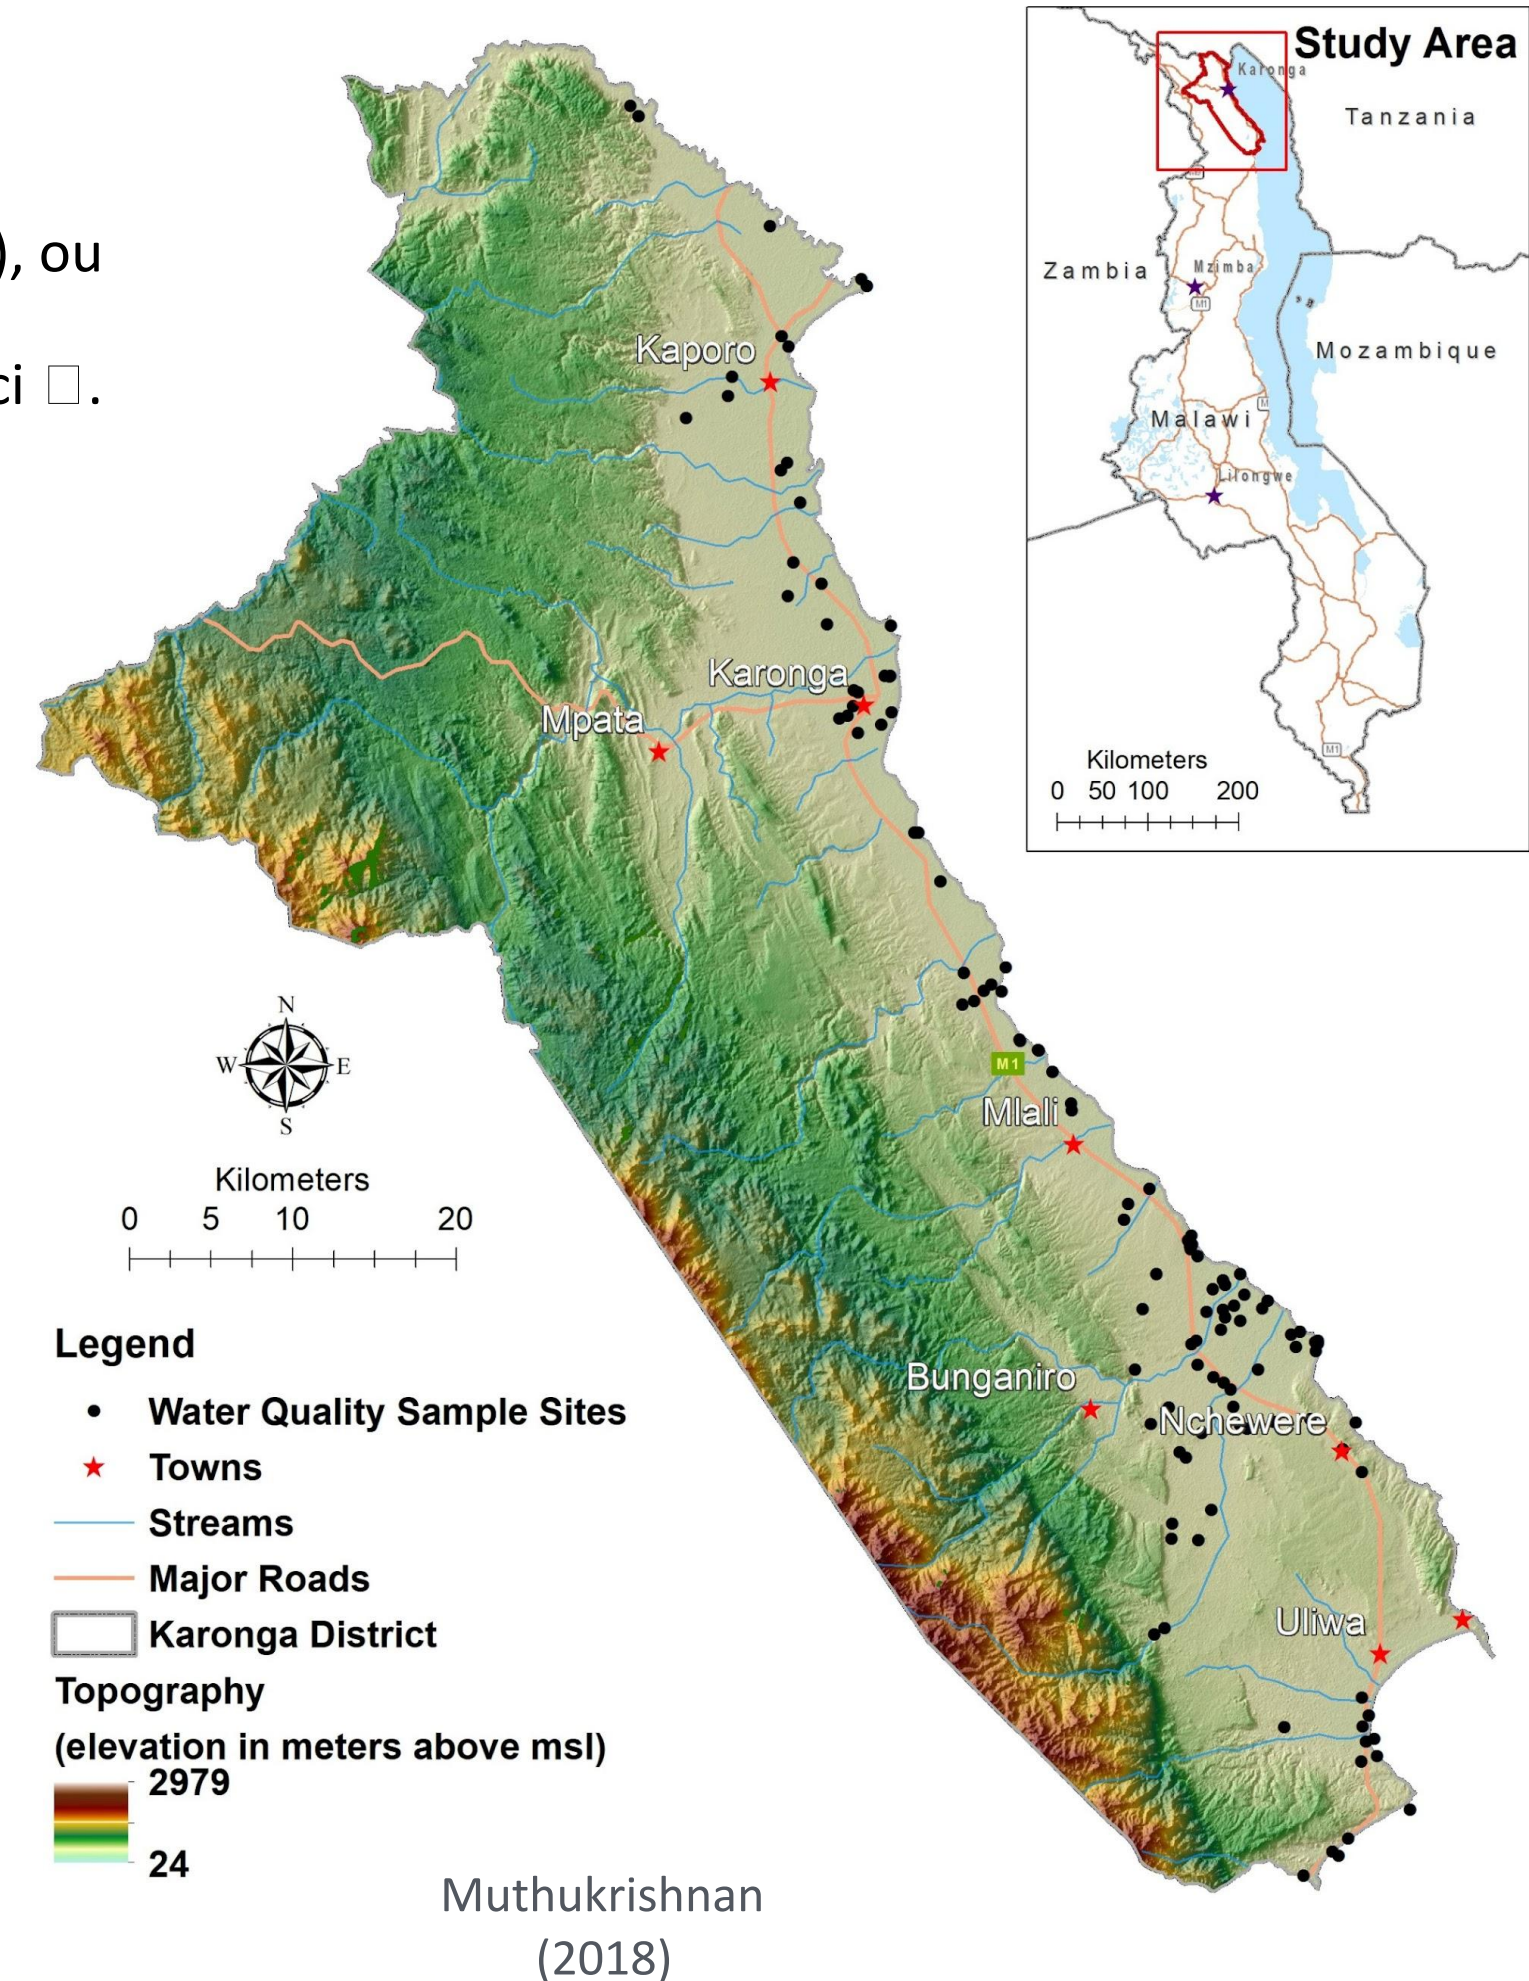 ), ou
ci □.
Study Area
Karonga
Tanzania
Zambia
Mzimba
M1
Mozambique
Malawi
M
Lilongwe
M1
Kilometers
0 50 100 200
Kaporo
Karonga
Mpata
M1
Mlali
Bunganiro
Nchewere
Uliwa
N
W E
S
Kilometers
0 5 10 20
Legend
Water Quality Sample Sites
Towns
Streams
Major Roads
Karonga District
Topography
(elevation in meters above msl)
2979
24
Muthukrishnan
(2018)